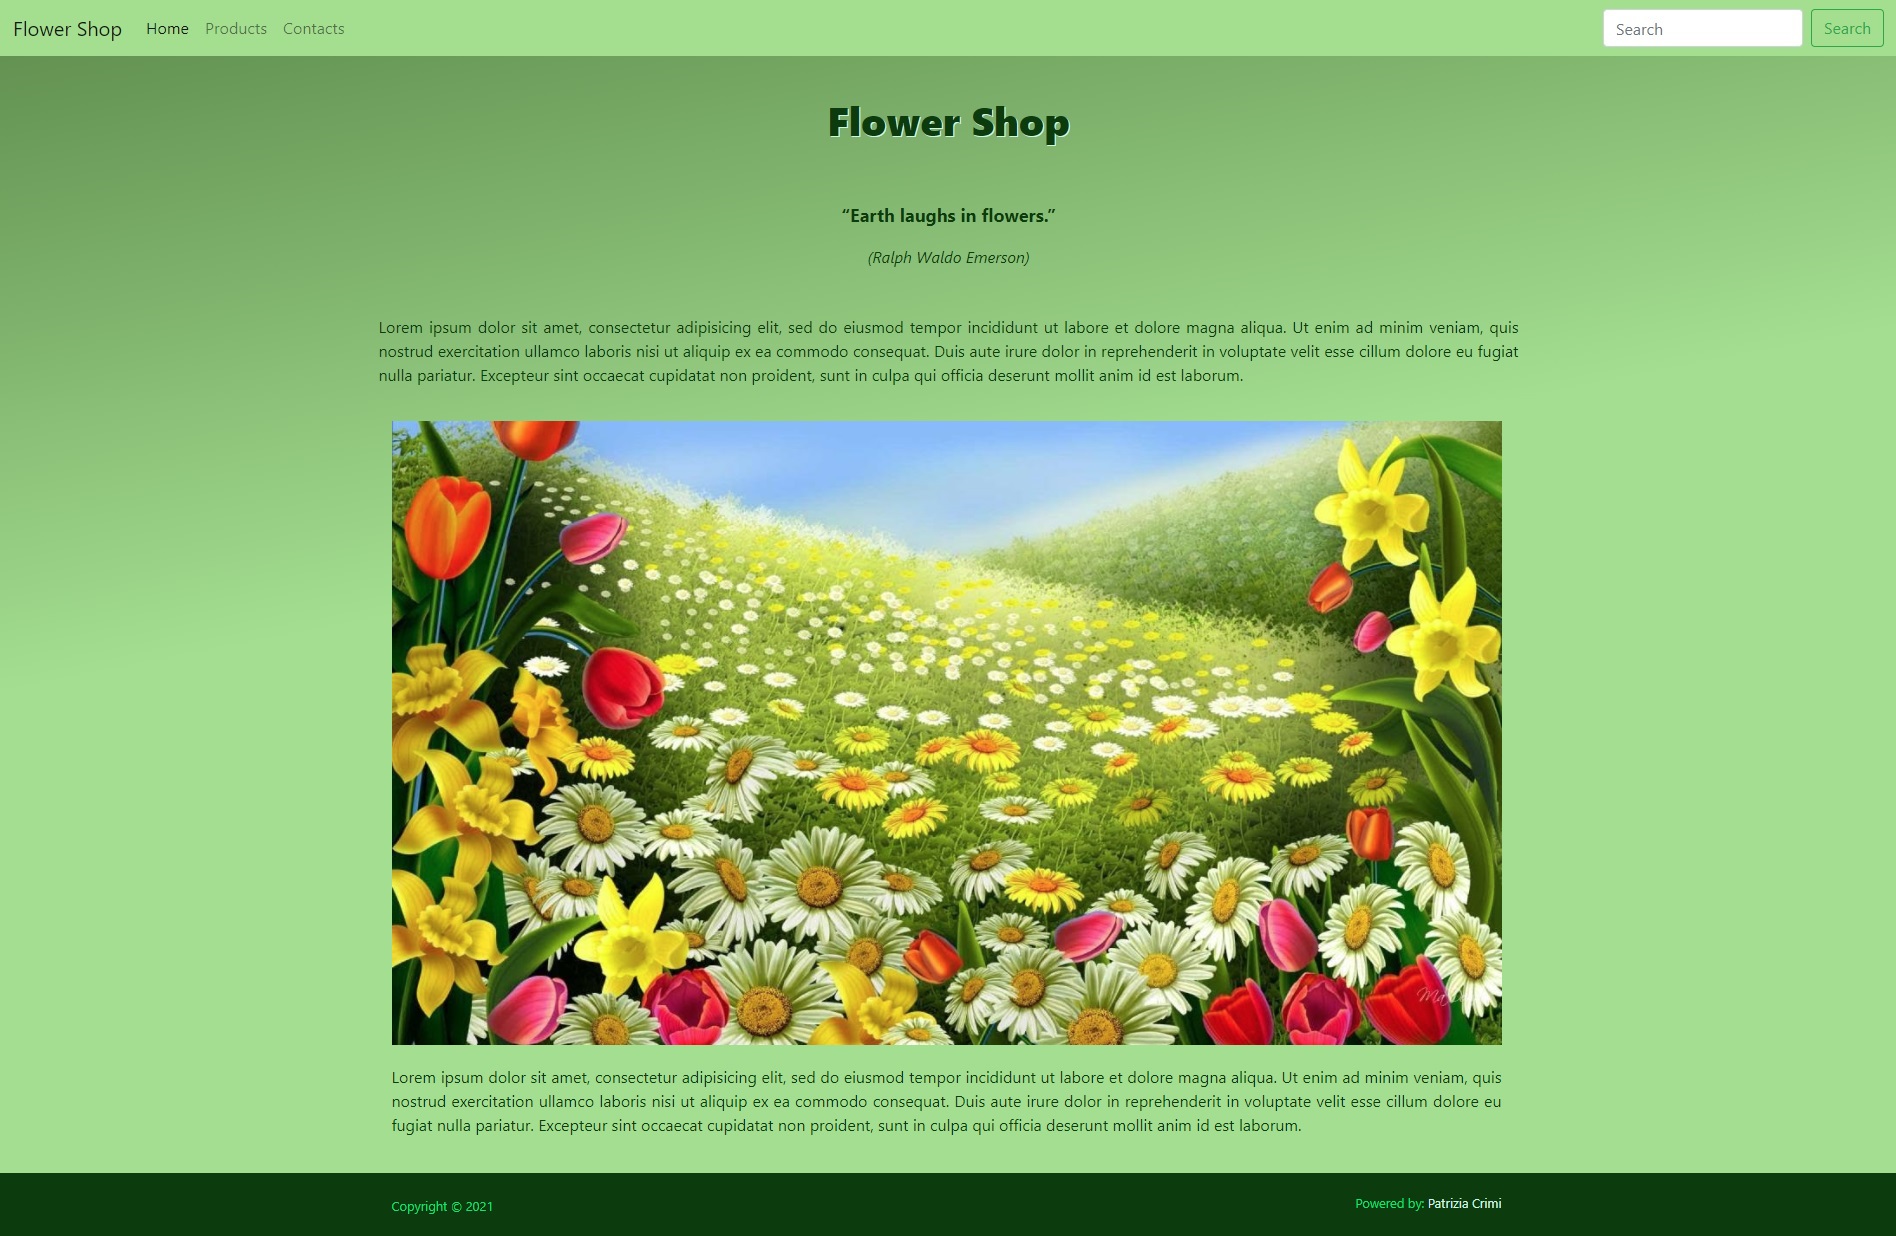 Flower Shop Home Products Contacts Search Search
Flower Shop
“Earth laughs in flowers.”
(Ralph Waldo Emerson)
Lorem ipsum dolor sit amet, consectetur adipisicing elit, sed do eiusmod tempor incididunt ut labore et dolore magna aliqua. Ut enim ad minim veniam, quis
nostrud exercitation ullamco laboris nisi ut aliquip ex ea commodo consequat. Duis aute irure dolor in reprehenderit in voluptate velit esse cillum dolore eu fugiat
nulla pariatur. Excepteur sint occaecat cupidatat non proident, sunt in culpa qui officia deserunt mollit anim id est laborum.
Lorem ipsum dolor sit amet, consectetur adipisicing elit, sed do eiusmod tempor incididunt ut labore et dolore magna aliqua. Ut enim ad minim veniam, quis
nostrud exercitation ullamco laboris nisi ut aliquip ex ea commodo consequat. Duis aute irure dolor in reprehenderit in voluptate velit esse cillum dolore eu
fugiat nulla pariatur. Excepteur sint occaecat cupidatat non proident, sunt in culpa qui officia deserunt mollit anim id est laborum.
Copyright © 2021 Powered by: Patrizia Crimi